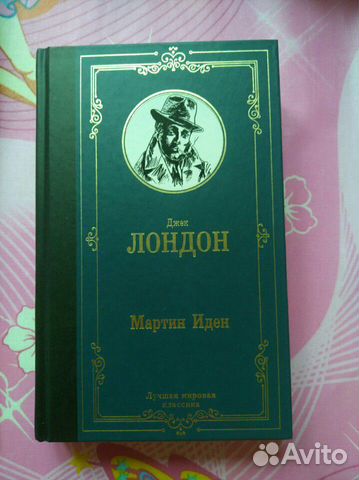 Джек
ЛОНДОН
Мартин Иден
Лучшая мировая
классика
Avito